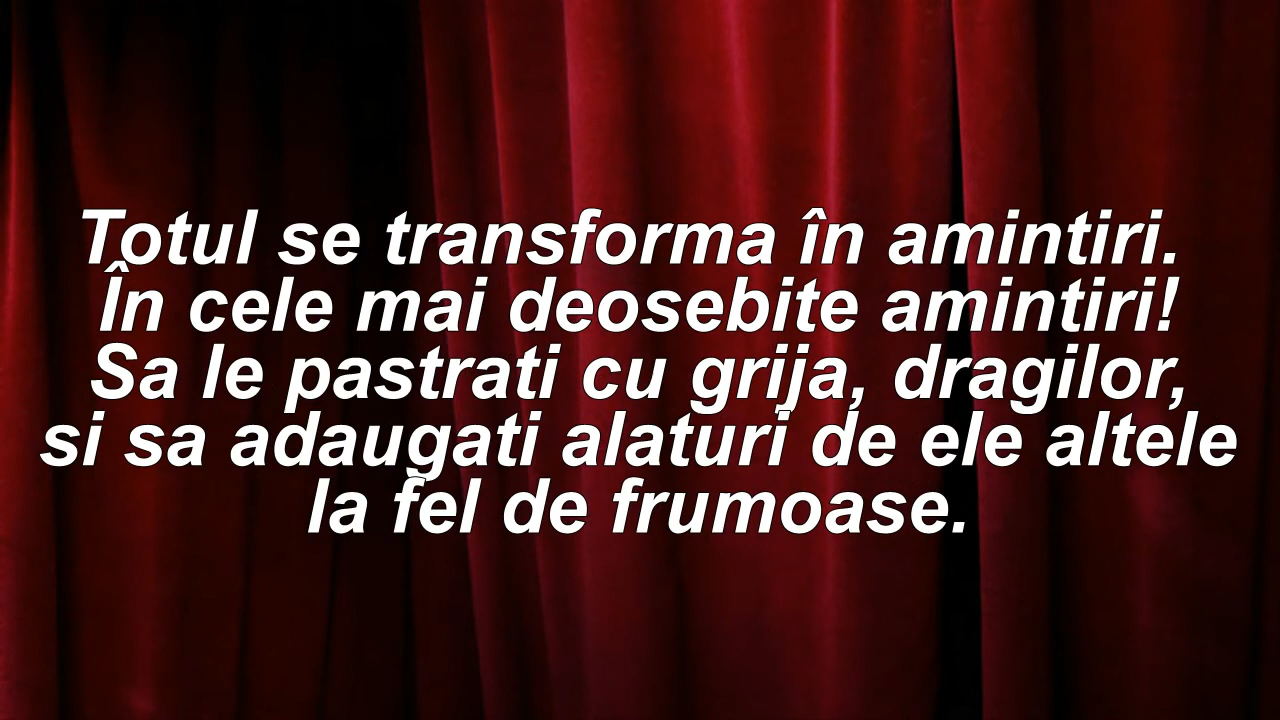 Totul se transforma în amintiri.
În cele mai deosebite amintiri!
Sa le pastrati cu grija, dragilor,
si sa adaugati alaturi de ele altele
la fel de frumoase.